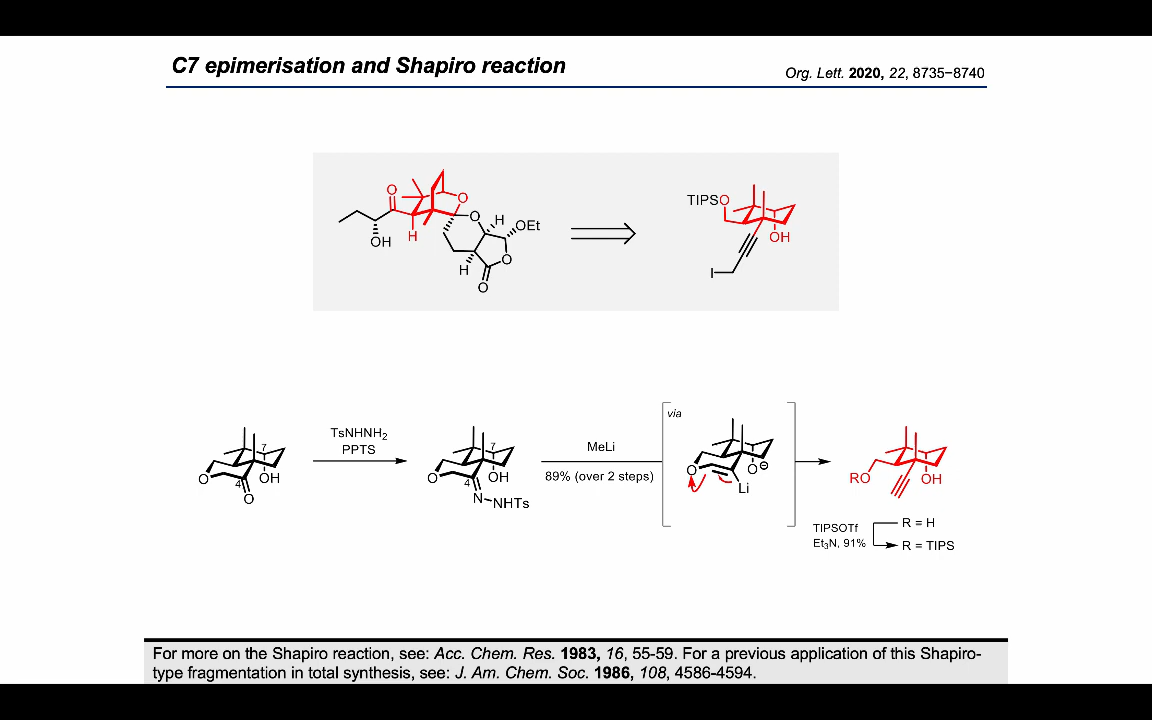 C7 epimerisation and Shapiro reaction
Org. Lett. 2020, 22, 8735−8740
O
O
O
H
OEt
OH
H
H
O
O
TIPSO
OH
I
7
O
4
OH
O
TsNHNH₂
PPTS
7
O
4
OH
N
NHTs
MeLi
89% (over 2 steps)
via
O
O⊖
Li
RO
OH
TIPSOTf
Et₃N, 91%
R = H
R = TIPS
For more on the Shapiro reaction, see: Acc. Chem. Res. 1983, 16, 55-59. For a previous application of this Shapiro-
type fragmentation in total synthesis, see: J. Am. Chem. Soc. 1986, 108, 4586-4594.